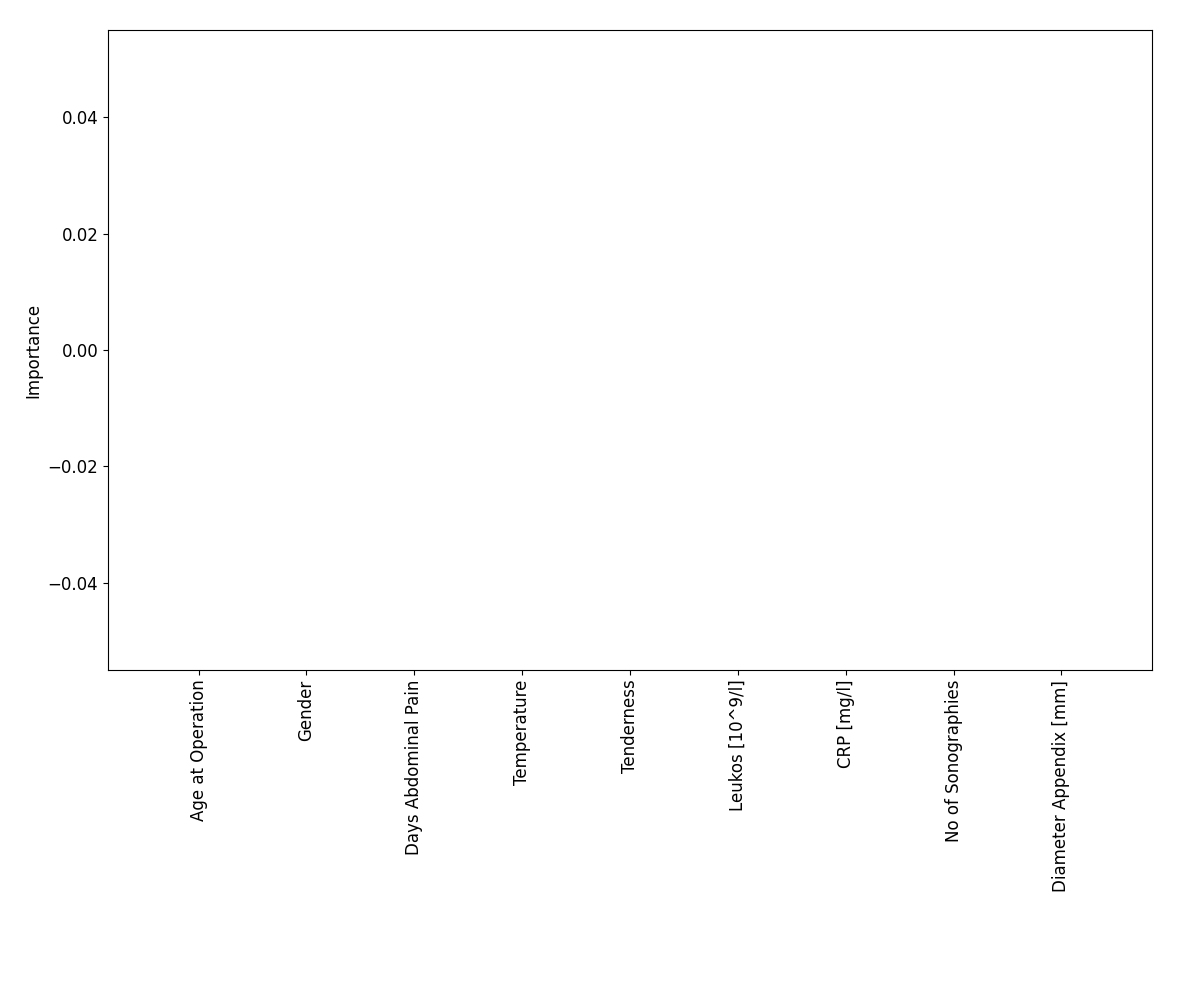 Importance
0.04
0.02
0.00
−0.02
−0.04
Age at Operation
Gender
Days Abdominal Pain
Temperature
Tenderness
Leukos [10^9/l]
CRP [mg/l]
No of Sonographies
Diameter Appendix [mm]